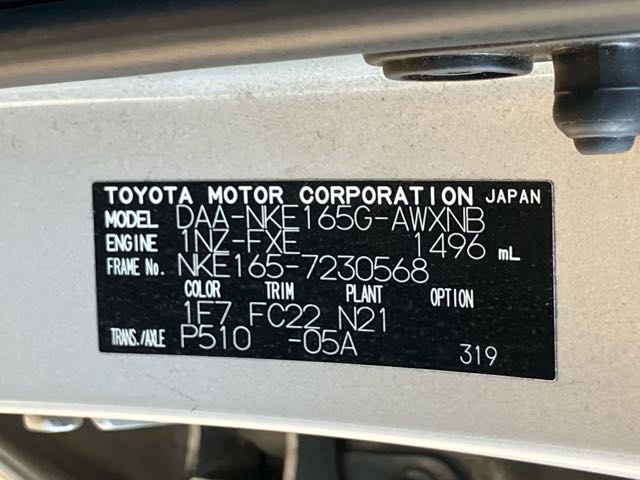 TOYOTA MOTOR CORPORATION JAPAN
MODEL DAA-NKE165G-AWXNB
ENGINE 1NZ-FXE 1496 mL
FRAME No. NKE165-7230568
COLOR TRIM PLANT OPTION
1F7 FC22 N21
TRANS./AXLE P510 -05A
319